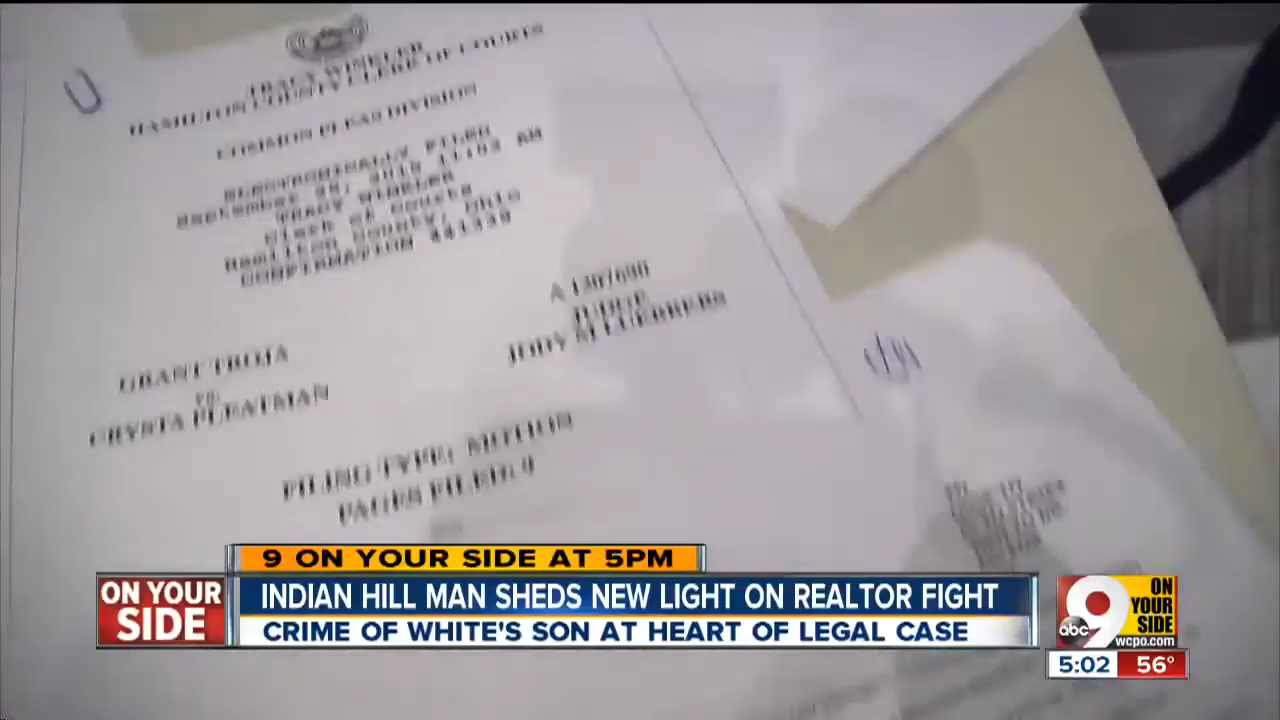 TRACY WINKLER
HAMILTON COUNTY CLERK OF COURTS
COMMON PLEAS DIVISION
ELECTRONICALLY FILED
TRACY WINKLER
Clerk of Courts
Hamilton County, Ohio
CONFIRMATION
JUDGE
JODY M LUEBBERS
GRANT TROJA
vs.
CRYSTA PLEATMAN
FILING TYPE: MOTION
PAGES FILED: 9
9 ON YOUR SIDE AT 5PM
ON YOUR SIDE
INDIAN HILL MAN SHEDS NEW LIGHT ON REALTOR FIGHT
CRIME OF WHITE'S SON AT HEART OF LEGAL CASE
abc 9 ON YOUR SIDE
wcpo.com
5:02 56°